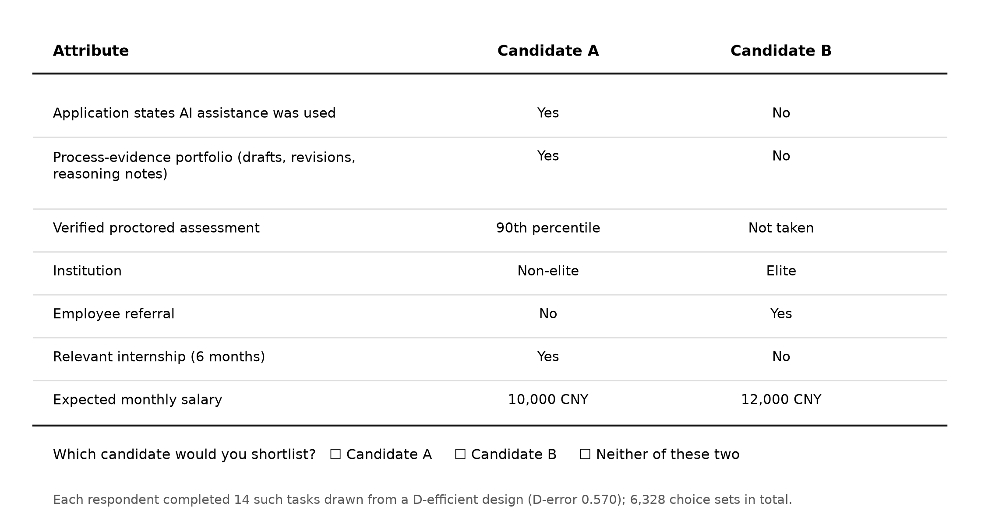 Attribute Candidate A Candidate B
Application states AI assistance was used Yes No
Process-evidence portfolio (drafts, revisions, Yes No
reasoning notes)
Verified proctored assessment 90th percentile Not taken
Institution Non-elite Elite
Employee referral No Yes
Relevant internship (6 months) Yes No
Expected monthly salary 10,000 CNY 12,000 CNY
Which candidate would you shortlist? ☐ Candidate A ☐ Candidate B ☐ Neither of these two
Each respondent completed 14 such tasks drawn from a D-efficient design (D-error 0.570); 6,328 choice sets in total.